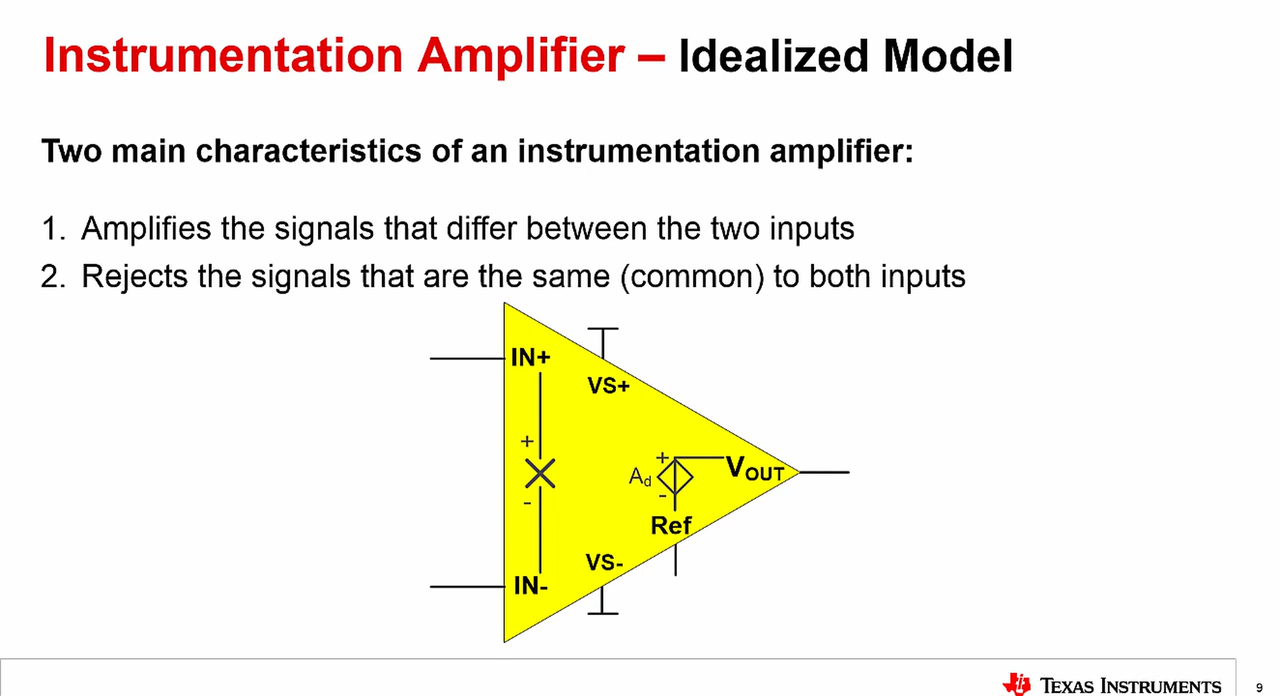 Instrumentation Amplifier – Idealized Model
Two main characteristics of an instrumentation amplifier:
1. Amplifies the signals that differ between the two inputs
2. Rejects the signals that are the same (common) to both inputs
IN+
VS+
+
+
Ad
VOUT
-
-
Ref
VS-
IN-
TEXAS INSTRUMENTS
9